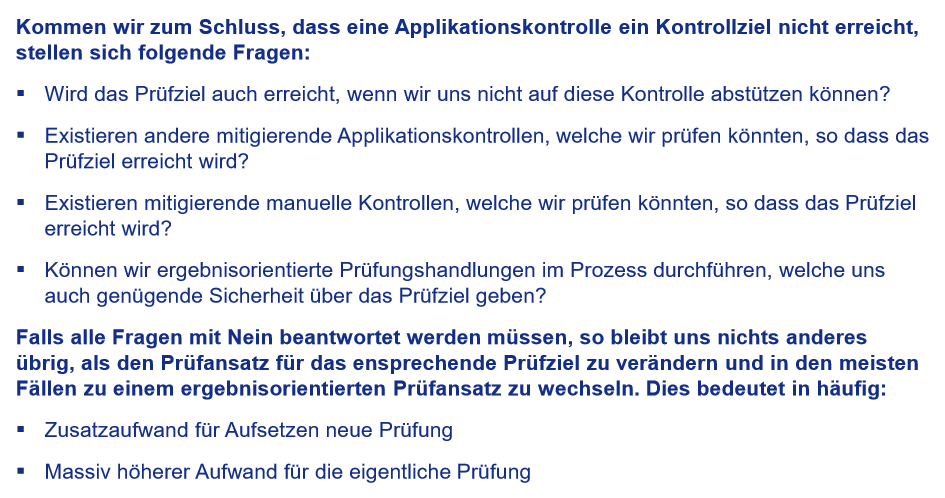 Kommen wir zum Schluss, dass eine Applikationskontrolle ein Kontrollziel nicht erreicht,
stellen sich folgende Fragen:
▪ Wird das Prüfziel auch erreicht, wenn wir uns nicht auf diese Kontrolle abstützen können?
▪ Existieren andere mitigierende Applikationskontrollen, welche wir prüfen könnten, so dass das
Prüfziel erreicht wird?
▪ Existieren mitigierende manuelle Kontrollen, welche wir prüfen könnten, so dass das Prüfziel
erreicht wird?
▪ Können wir ergebnisorientierte Prüfungshandlungen im Prozess durchführen, welche uns
auch genügende Sicherheit über das Prüfziel geben?
Falls alle Fragen mit Nein beantwortet werden müssen, so bleibt uns nichts anderes
übrig, als den Prüfansatz für das ensprechende Prüfziel zu verändern und in den meisten
Fällen zu einem ergebnisorientierten Prüfansatz zu wechseln. Dies bedeutet in häufig:
▪ Zusatzaufwand für Aufsetzen neue Prüfung
▪ Massiv höherer Aufwand für die eigentliche Prüfung